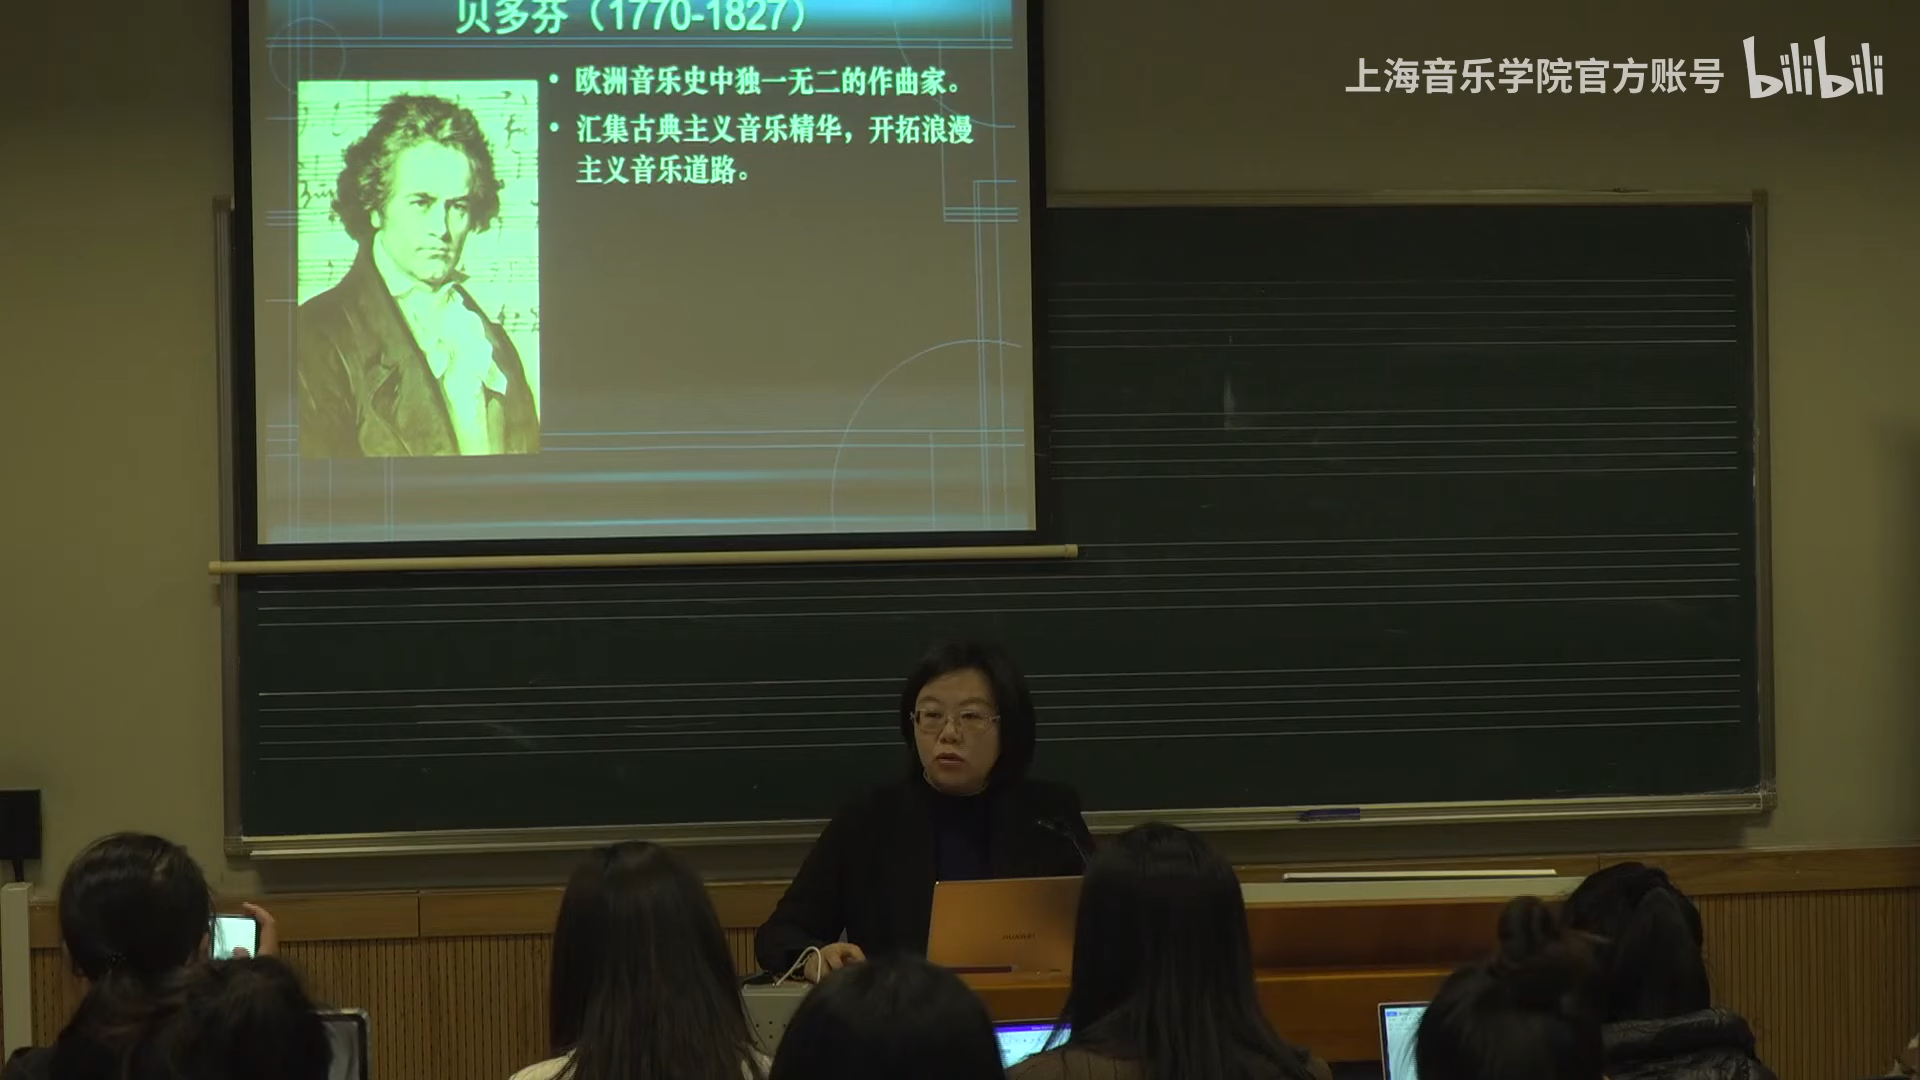 贝多芬（1770-1827）
• 欧洲音乐史中独一无二的作曲家。
• 汇集古典主义音乐精华，开拓浪漫
主义音乐道路。
上海音乐学院官方账号 bilibili
HUAWEI